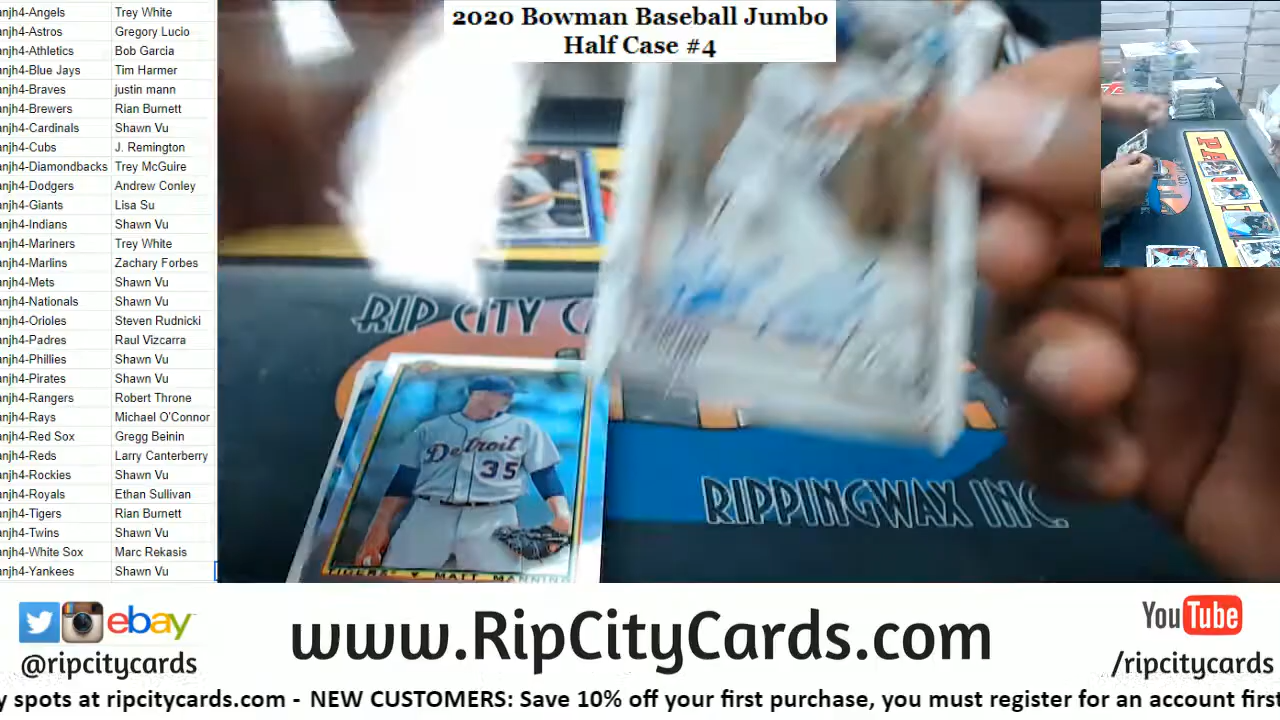 2020 Bowman Baseball Jumbo
Half Case #4
anjh4-Angels Trey White
anjh4-Astros Gregory Lucio
anjh4-Athletics Bob Garcia
anjh4-Blue Jays Tim Harmer
anjh4-Braves justin mann
anjh4-Brewers Rian Burnett
anjh4-Cardinals Shawn Vu
anjh4-Cubs J. Remington
anjh4-Diamondbacks Trey McGuire
anjh4-Dodgers Andrew Conley
anjh4-Giants Lisa Su
anjh4-Indians Shawn Vu
anjh4-Mariners Trey White
anjh4-Marlins Zachary Forbes
anjh4-Mets Shawn Vu
anjh4-Nationals Shawn Vu
anjh4-Orioles Steven Rudnicki
anjh4-Padres Raul Vizcarra
anjh4-Phillies Shawn Vu
anjh4-Pirates Shawn Vu
anjh4-Rangers Robert Throne
anjh4-Rays Michael O'Connor
anjh4-Red Sox Gregg Beinin
anjh4-Reds Larry Canterberry
anjh4-Rockies Shawn Vu
anjh4-Royals Ethan Sullivan
anjh4-Tigers Rian Burnett
anjh4-Twins Shawn Vu
anjh4-White Sox Marc Rekasis
anjh4-Yankees Shawn Vu
RIP CITY C
Detroit
35
MATT MANNING
RIPPINGWAX INC.
ebay
@ripcitycards
www.RipCityCards.com
YouTube
/ripcitycards
y spots at ripcitycards.com - NEW CUSTOMERS: Save 10% off your first purchase, you must register for an account first